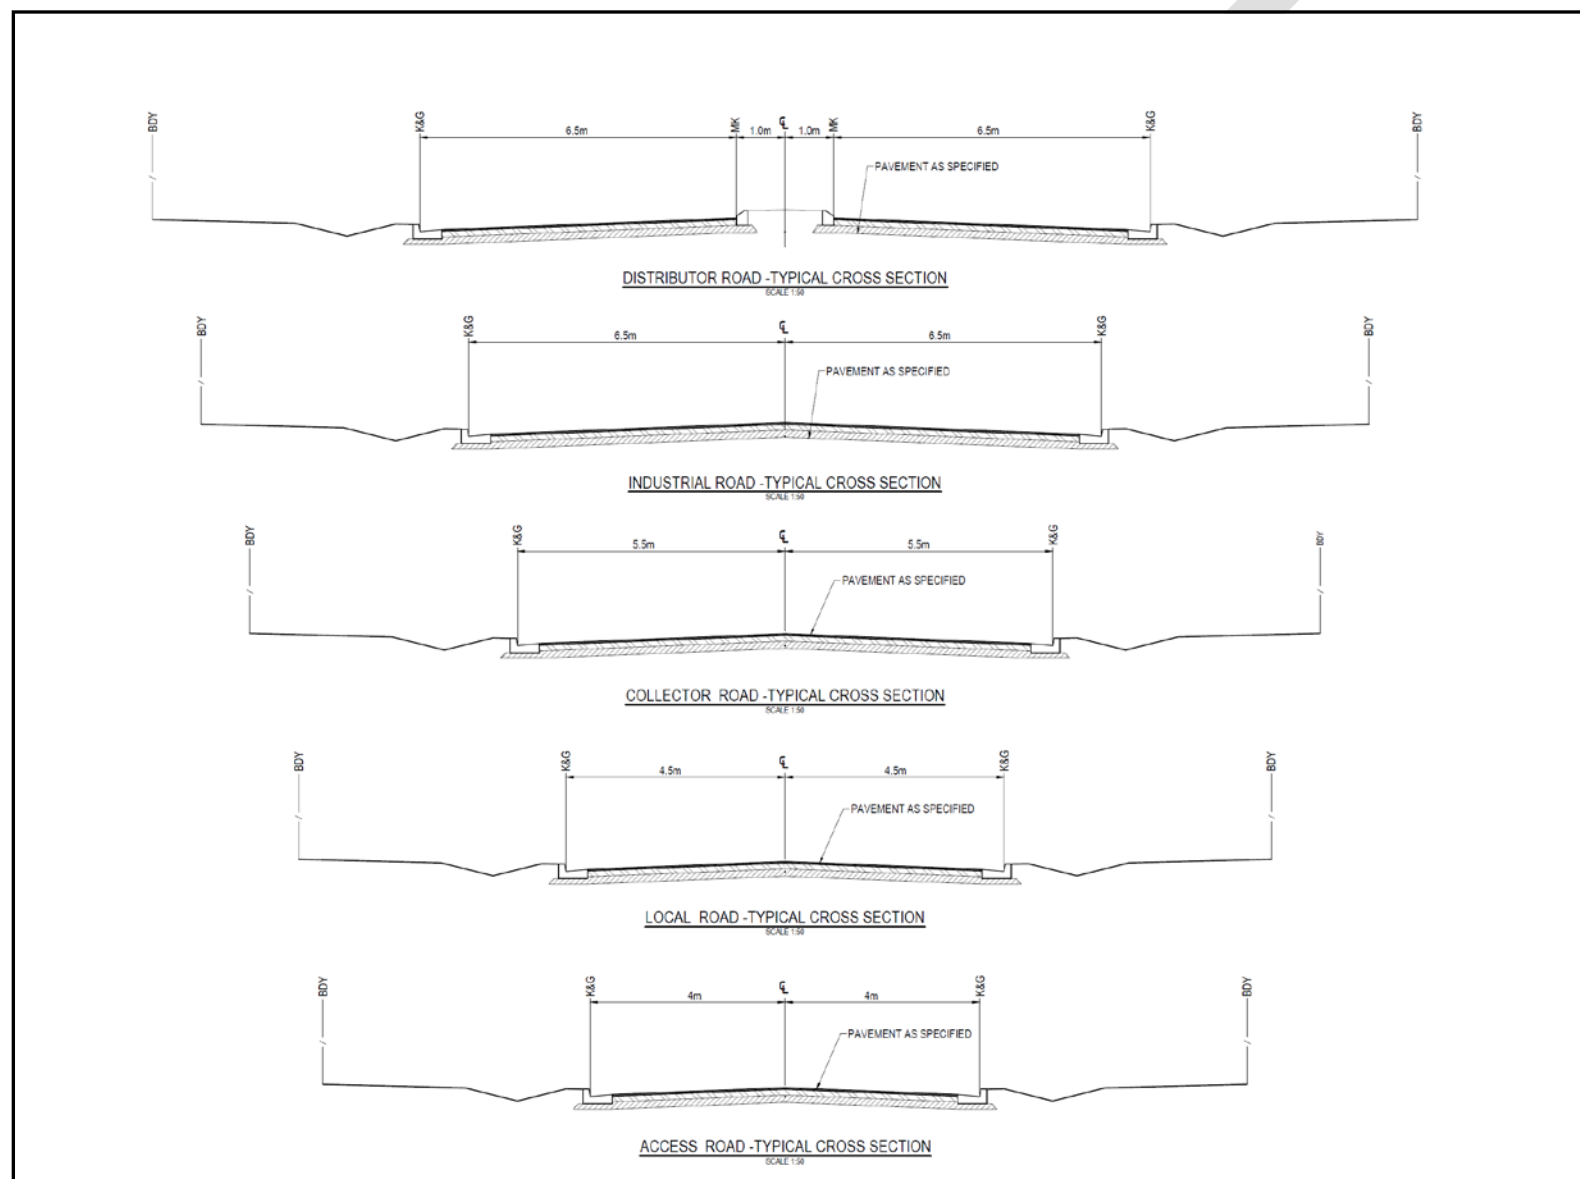 BDY K&G 6.5m MK 1.0m ℄ 1.0m MK 6.5m K&G BDY
PAVEMENT AS SPECIFIED
DISTRIBUTOR ROAD -TYPICAL CROSS SECTION
SCALE 1:50
BDY K&G 6.5m ℄ 6.5m K&G BDY
PAVEMENT AS SPECIFIED
INDUSTRIAL ROAD -TYPICAL CROSS SECTION
SCALE 1:50
BDY K&G 5.5m ℄ 5.5m K&G BDY
PAVEMENT AS SPECIFIED
COLLECTOR ROAD -TYPICAL CROSS SECTION
SCALE 1:50
BDY K&G 4.5m ℄ 4.5m K&G BDY
PAVEMENT AS SPECIFIED
LOCAL ROAD -TYPICAL CROSS SECTION
SCALE 1:50
BDY K&G 4m ℄ 4m K&G BDY
PAVEMENT AS SPECIFIED
ACCESS ROAD -TYPICAL CROSS SECTION
SCALE 1:50